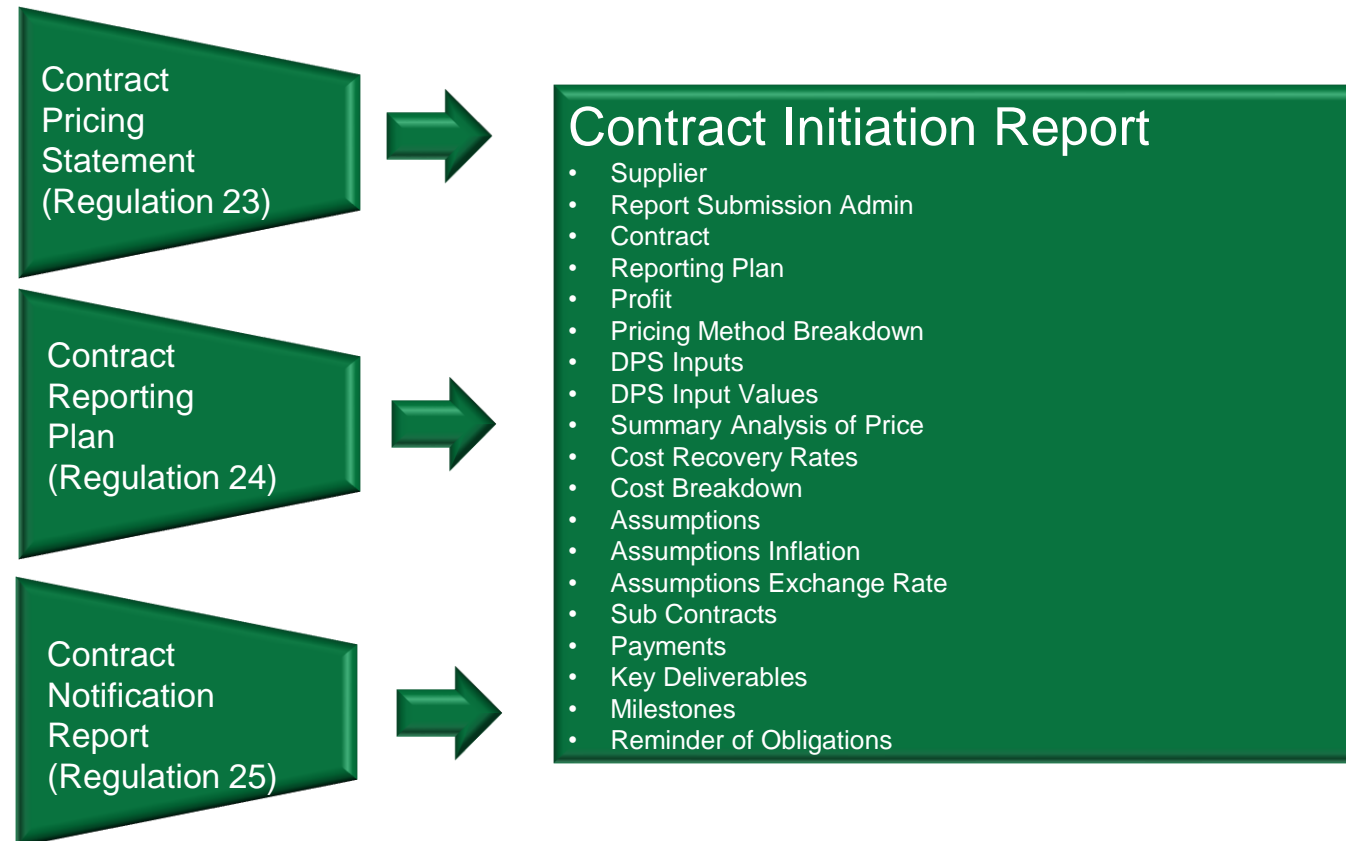 Contract
Pricing
Statement
(Regulation 23)
Contract
Reporting
Plan
(Regulation 24)
Contract
Notification
Report
(Regulation 25)
Contract Initiation Report
• Supplier
• Report Submission Admin
• Contract
• Reporting Plan
• Profit
• Pricing Method Breakdown
• DPS Inputs
• DPS Input Values
• Summary Analysis of Price
• Cost Recovery Rates
• Cost Breakdown
• Assumptions
• Assumptions Inflation
• Assumptions Exchange Rate
• Sub Contracts
• Payments
• Key Deliverables
• Milestones
• Reminder of Obligations